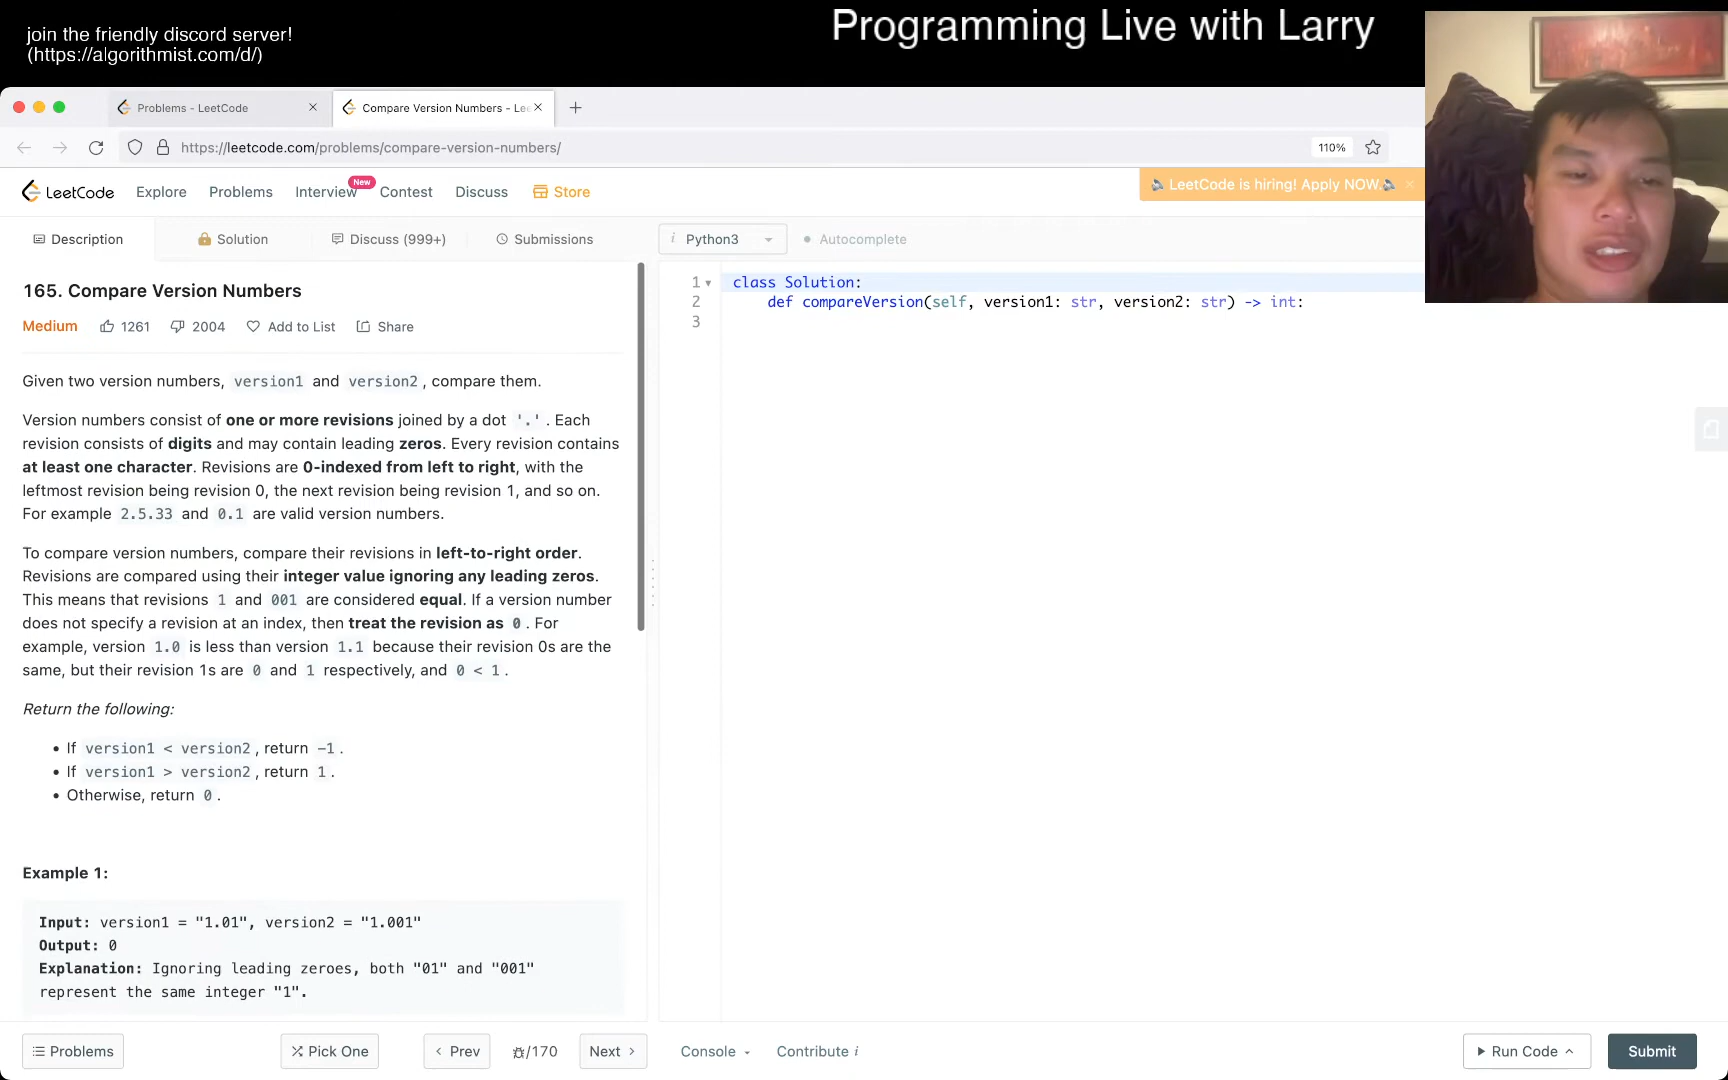 join the friendly discord server!
(https://algorithmist.com/d/)
Programming Live with Larry
Problems - LeetCode
Compare Version Numbers - Lee
https://leetcode.com/problems/compare-version-numbers/
110%
LeetCode
Explore
Problems
Interview
New
Contest
Discuss
Store
LeetCode is hiring! Apply NOW.
Description
Solution
Discuss (999+)
Submissions
i Python3
Autocomplete
165. Compare Version Numbers
Medium
1261
2004
Add to List
Share
Given two version numbers, version1 and version2, compare them.
Version numbers consist of one or more revisions joined by a dot '.'. Each
revision consists of digits and may contain leading zeros. Every revision contains
at least one character. Revisions are 0-indexed from left to right, with the
leftmost revision being revision 0, the next revision being revision 1, and so on.
For example 2.5.33 and 0.1 are valid version numbers.
To compare version numbers, compare their revisions in left-to-right order.
Revisions are compared using their integer value ignoring any leading zeros.
This means that revisions 1 and 001 are considered equal. If a version number
does not specify a revision at an index, then treat the revision as 0. For
example, version 1.0 is less than version 1.1 because their revision 0s are the
same, but their revision 1s are 0 and 1 respectively, and 0 < 1.
Return the following:
• If version1 < version2, return -1.
• If version1 > version2, return 1.
• Otherwise, return 0.
Example 1:
Input: version1 = "1.01", version2 = "1.001"
Output: 0
Explanation: Ignoring leading zeroes, both "01" and "001"
represent the same integer "1".
1 class Solution:
2 def compareVersion(self, version1: str, version2: str) -> int:
3
Problems
Pick One
< Prev
/170
Next >
Console
Contribute i
Run Code
Submit